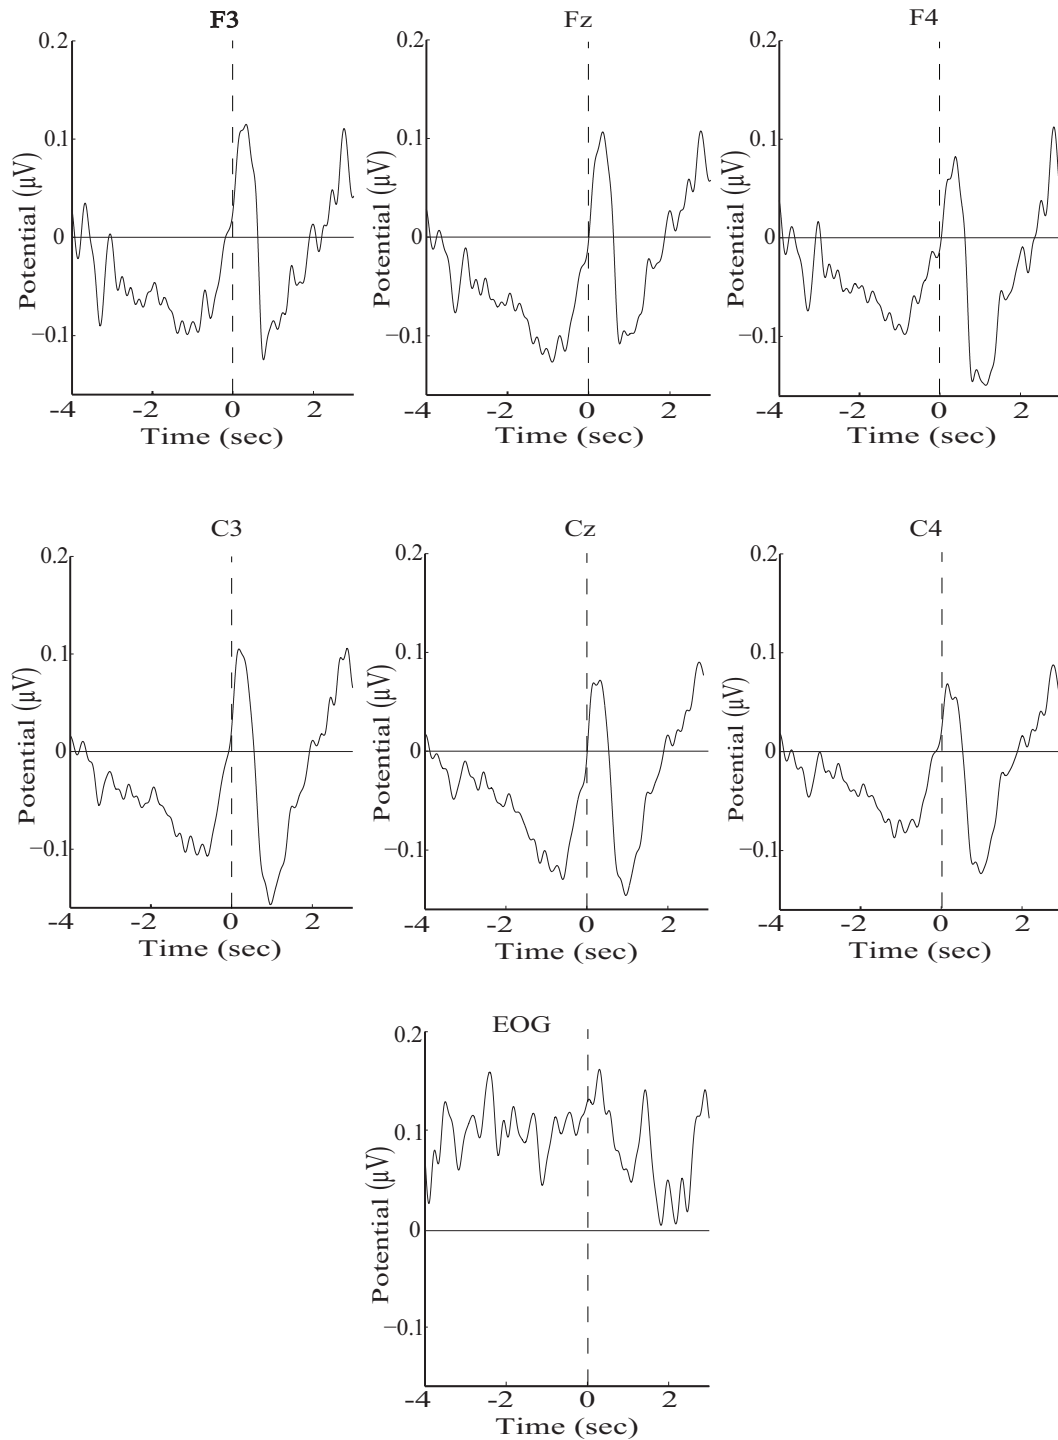 F3 Fz F4
0.2 0.2 0.2
0.1 0.1 0.1
0 0 0
−0.1 −0.1 −0.1
Potential (μV) Potential (μV) Potential (μV)
-4 -2 0 2 -4 -2 0 2 -4 -2 0 2
Time (sec) Time (sec) Time (sec)
C3 Cz C4
0.2 0.2 0.2
0.1 0.1 0.1
0 0 0
−0.1 −0.1 −0.1
Potential (μV) Potential (μV) Potential (μV)
-4 -2 0 2 -4 -2 0 2 -4 -2 0 2
Time (sec) Time (sec) Time (sec)
EOG
0.2
0.1
0
−0.1
Potential (μV)
-4 -2 0 2
Time (sec)